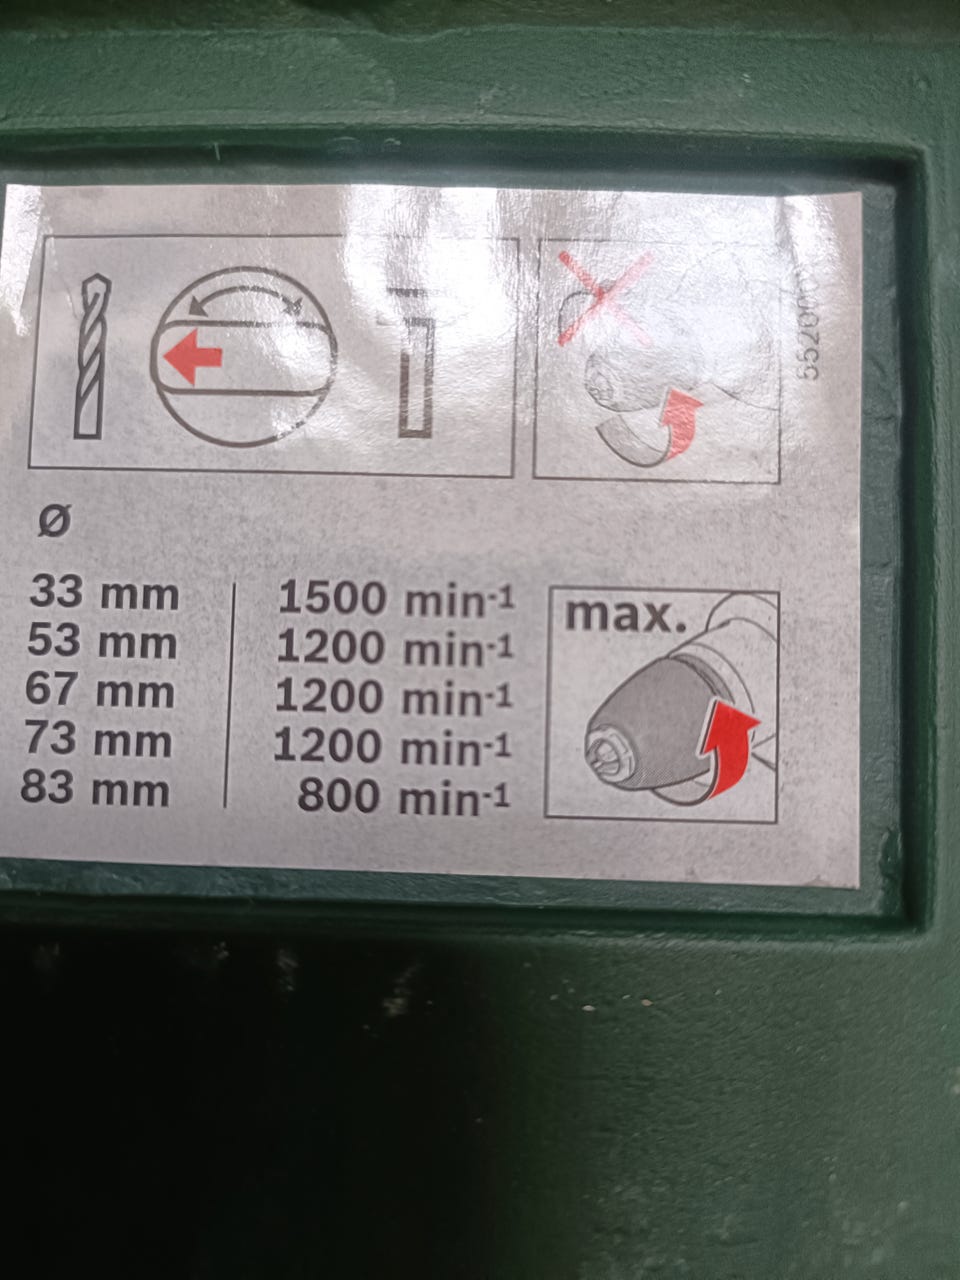 Ø
33 mm 1500 min-1
53 mm 1200 min-1
67 mm 1200 min-1
73 mm 1200 min-1
83 mm 800 min-1
max.